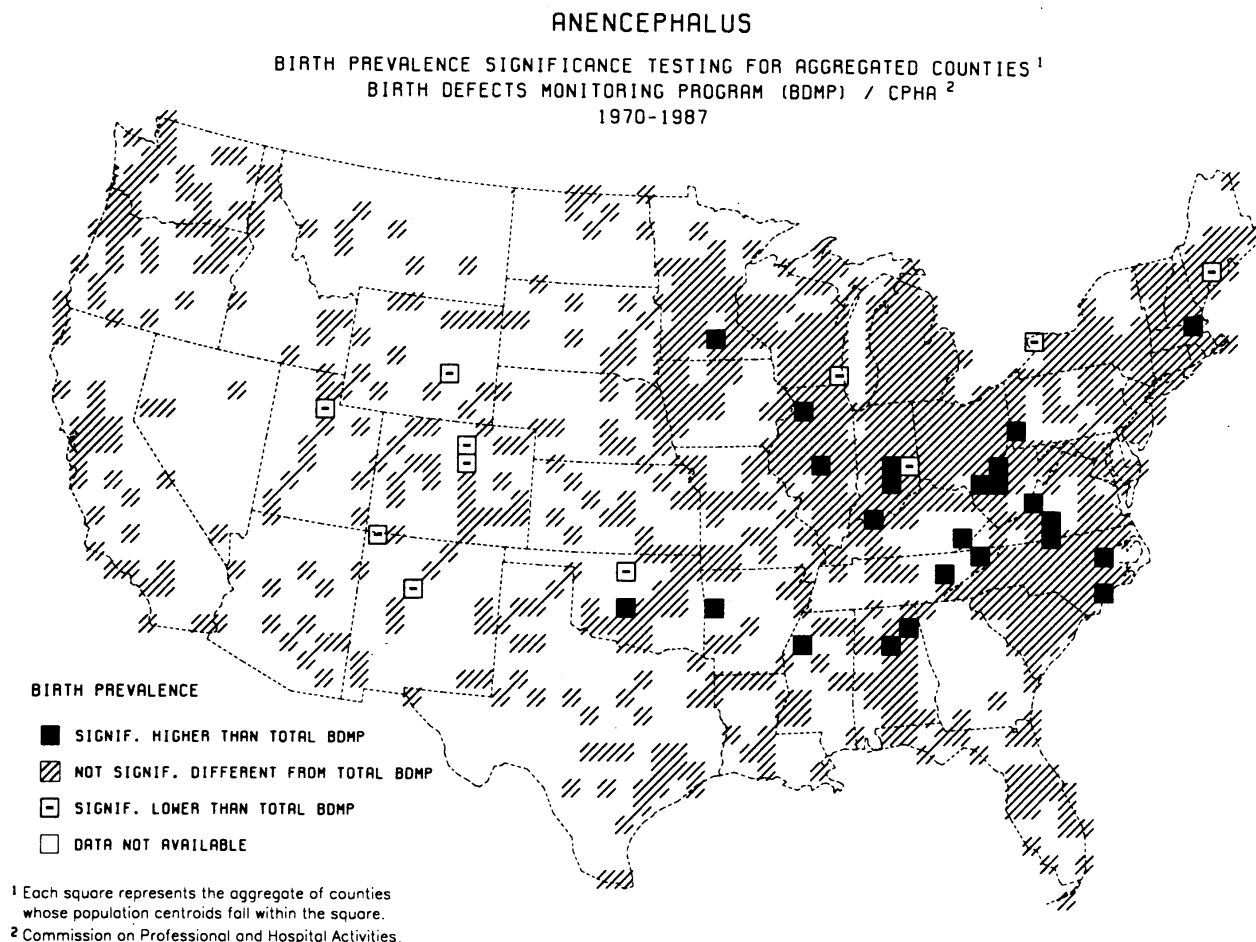 ANENCEPHALUS
BIRTH PREVALENCE SIGNIFICANCE TESTING FOR AGGREGATED COUNTIES 1
BIRTH DEFECTS MONITORING PROGRAM (BDMP) / CPHA 2
1970-1987
BIRTH PREVALENCE
SIGNIF. HIGHER THAN TOTAL BDMP
NOT SIGNIF. DIFFERENT FROM TOTAL BDMP
SIGNIF. LOWER THAN TOTAL BDMP
DATA NOT AVAILABLE
1 Each square represents the aggregate of counties
whose population centroids fall within the square.
2 Commission on Professional and Hospital Activities.